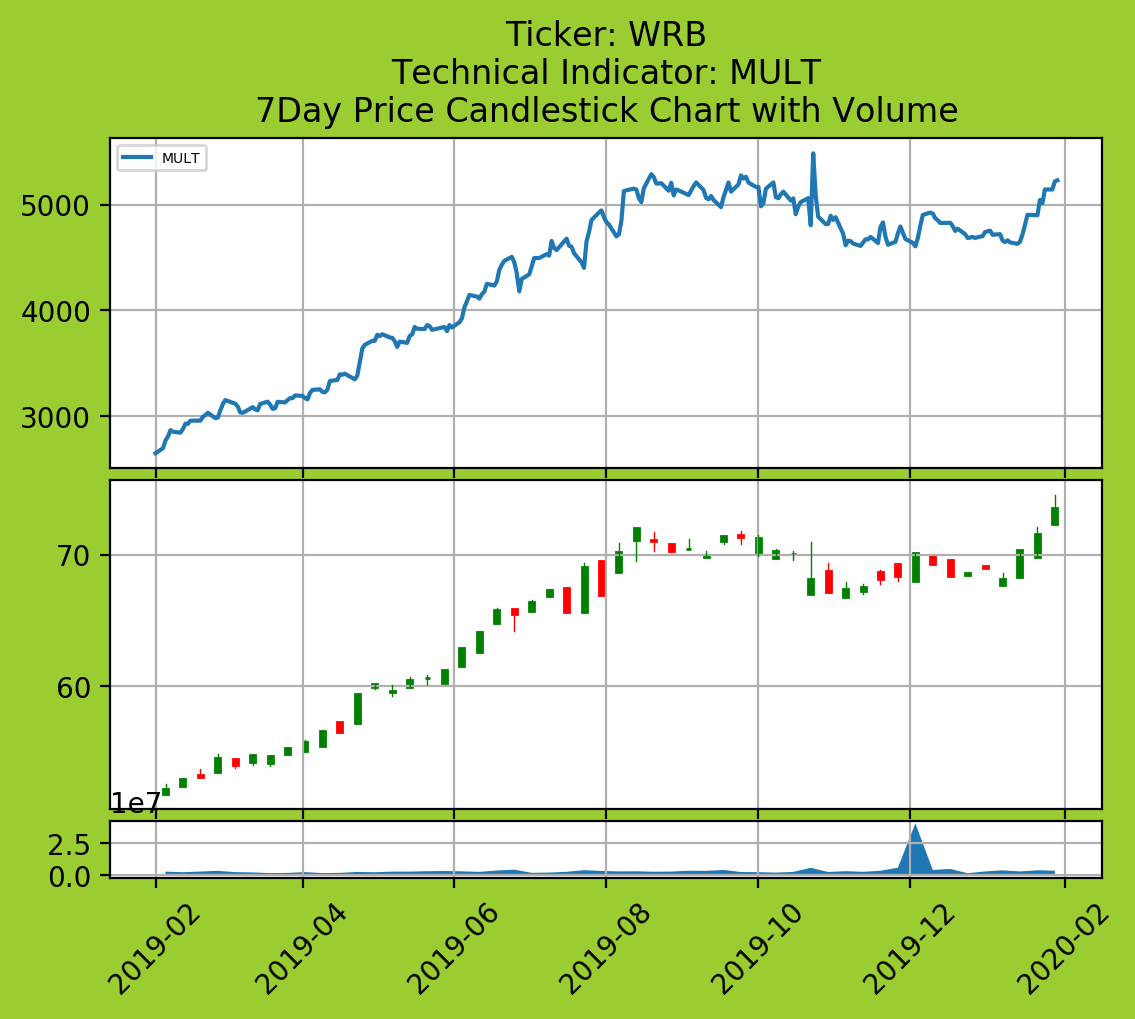 Ticker: WRB
Technical Indicator: MULT
7Day Price Candlestick Chart with Volume
MULT
5000
4000
3000
70
60
1e7
2.5
0.0
2019-02
2019-04
2019-06
2019-08
2019-10
2019-12
2020-02